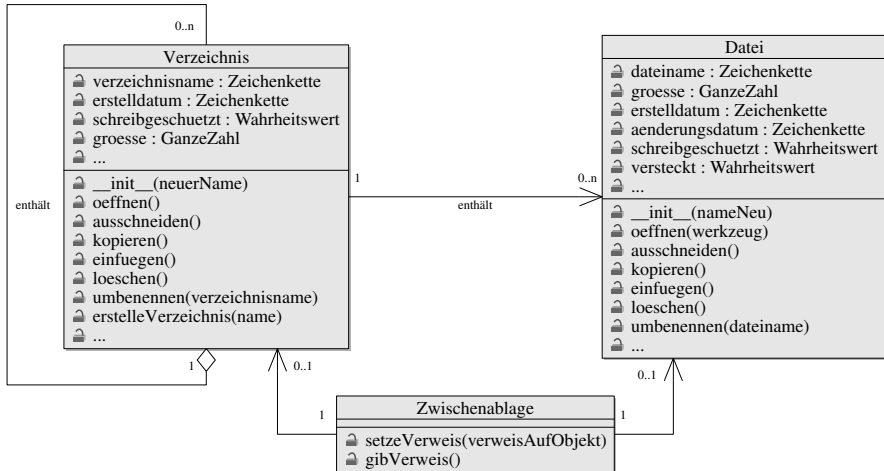 0..n
Verzeichnis
verzeichnisname : Zeichenkette
erstelldatum : Zeichenkette
schreibgeschuetzt : Wahrheitswert
groesse : GanzeZahl
...
__init__(neuerName)
oeffnen()
ausschneiden()
kopieren()
einfuegen()
loeschen()
umbenennen(verzeichnisname)
erstelleVerzeichnis(name)
...
enthält
1
1
enthält
0..n
Datei
dateiname : Zeichenkette
groesse : GanzeZahl
erstelldatum : Zeichenkette
aenderungsdatum : Zeichenkette
schreibgeschuetzt : Wahrheitswert
versteckt : Wahrheitswert
...
__init__(nameNeu)
oeffnen(werkzeug)
ausschneiden()
kopieren()
einfuegen()
loeschen()
umbenennen(dateiname)
...
0..1
0..1
1
1
Zwischenablage
setzeVerweis(verweisAufObjekt)
gibVerweis()